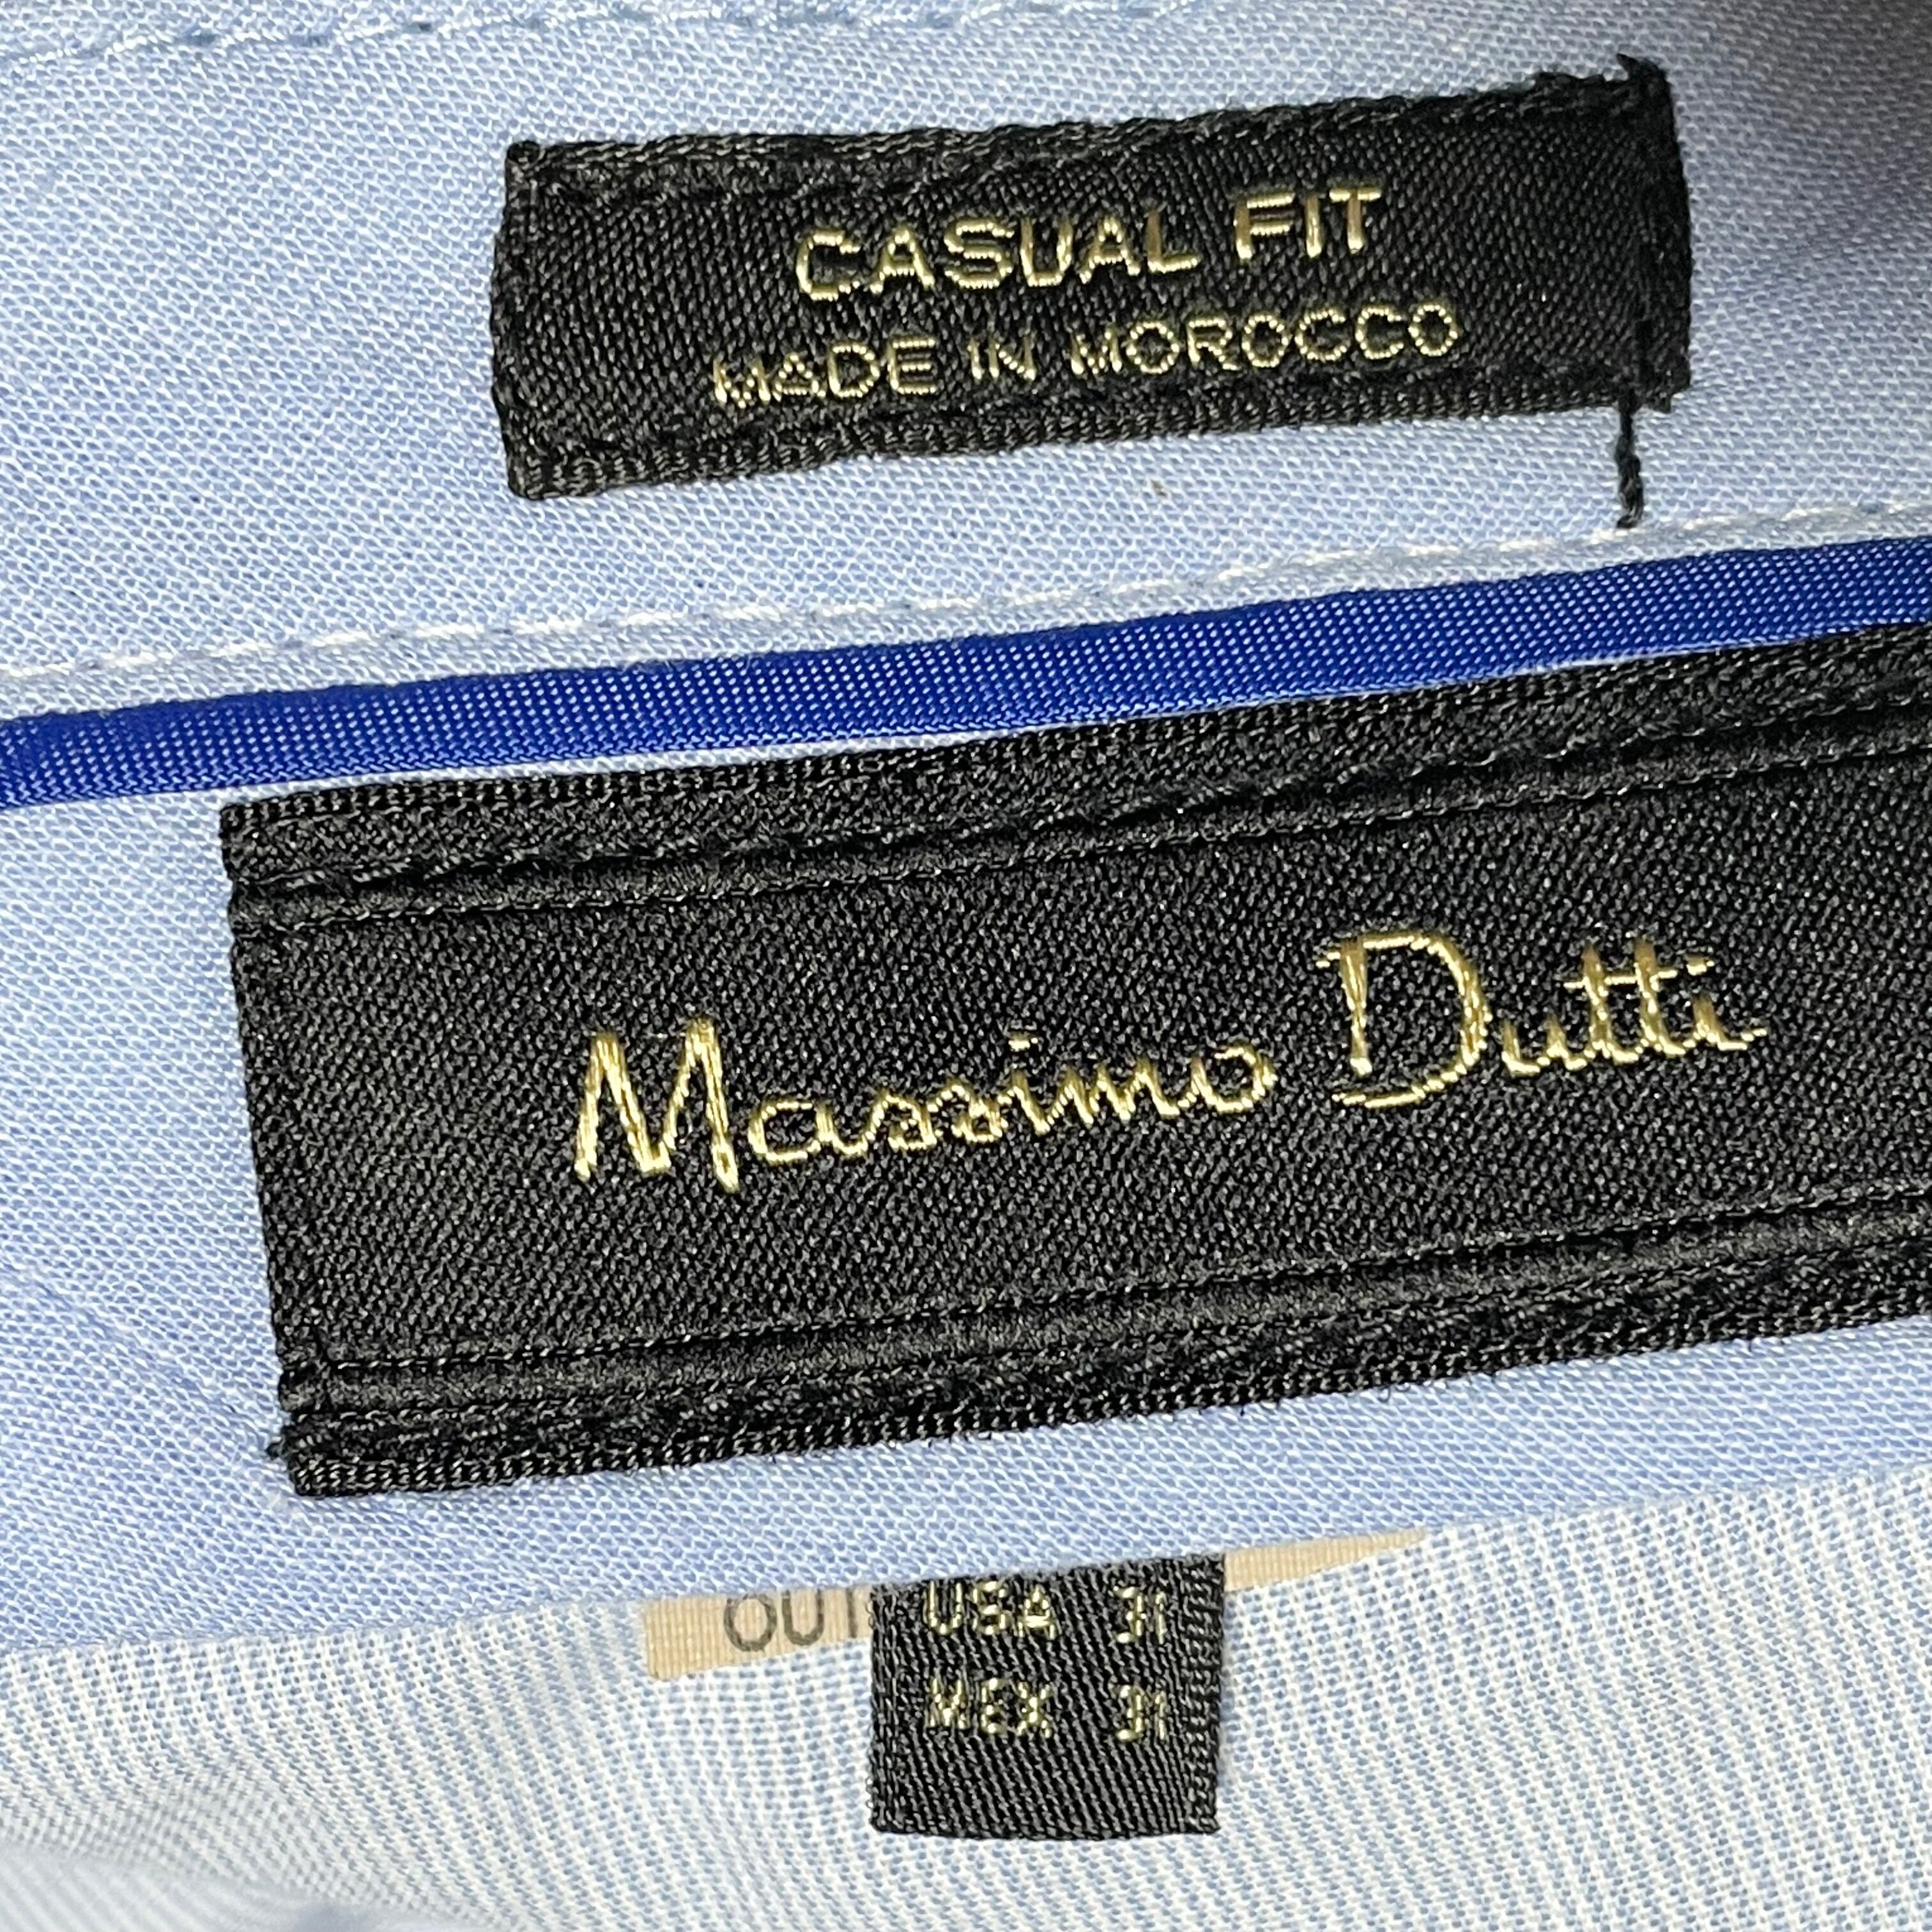 CASUAL FIT
MADE IN MOROCCO
Massimo Dutti
USA 31
MEX 31